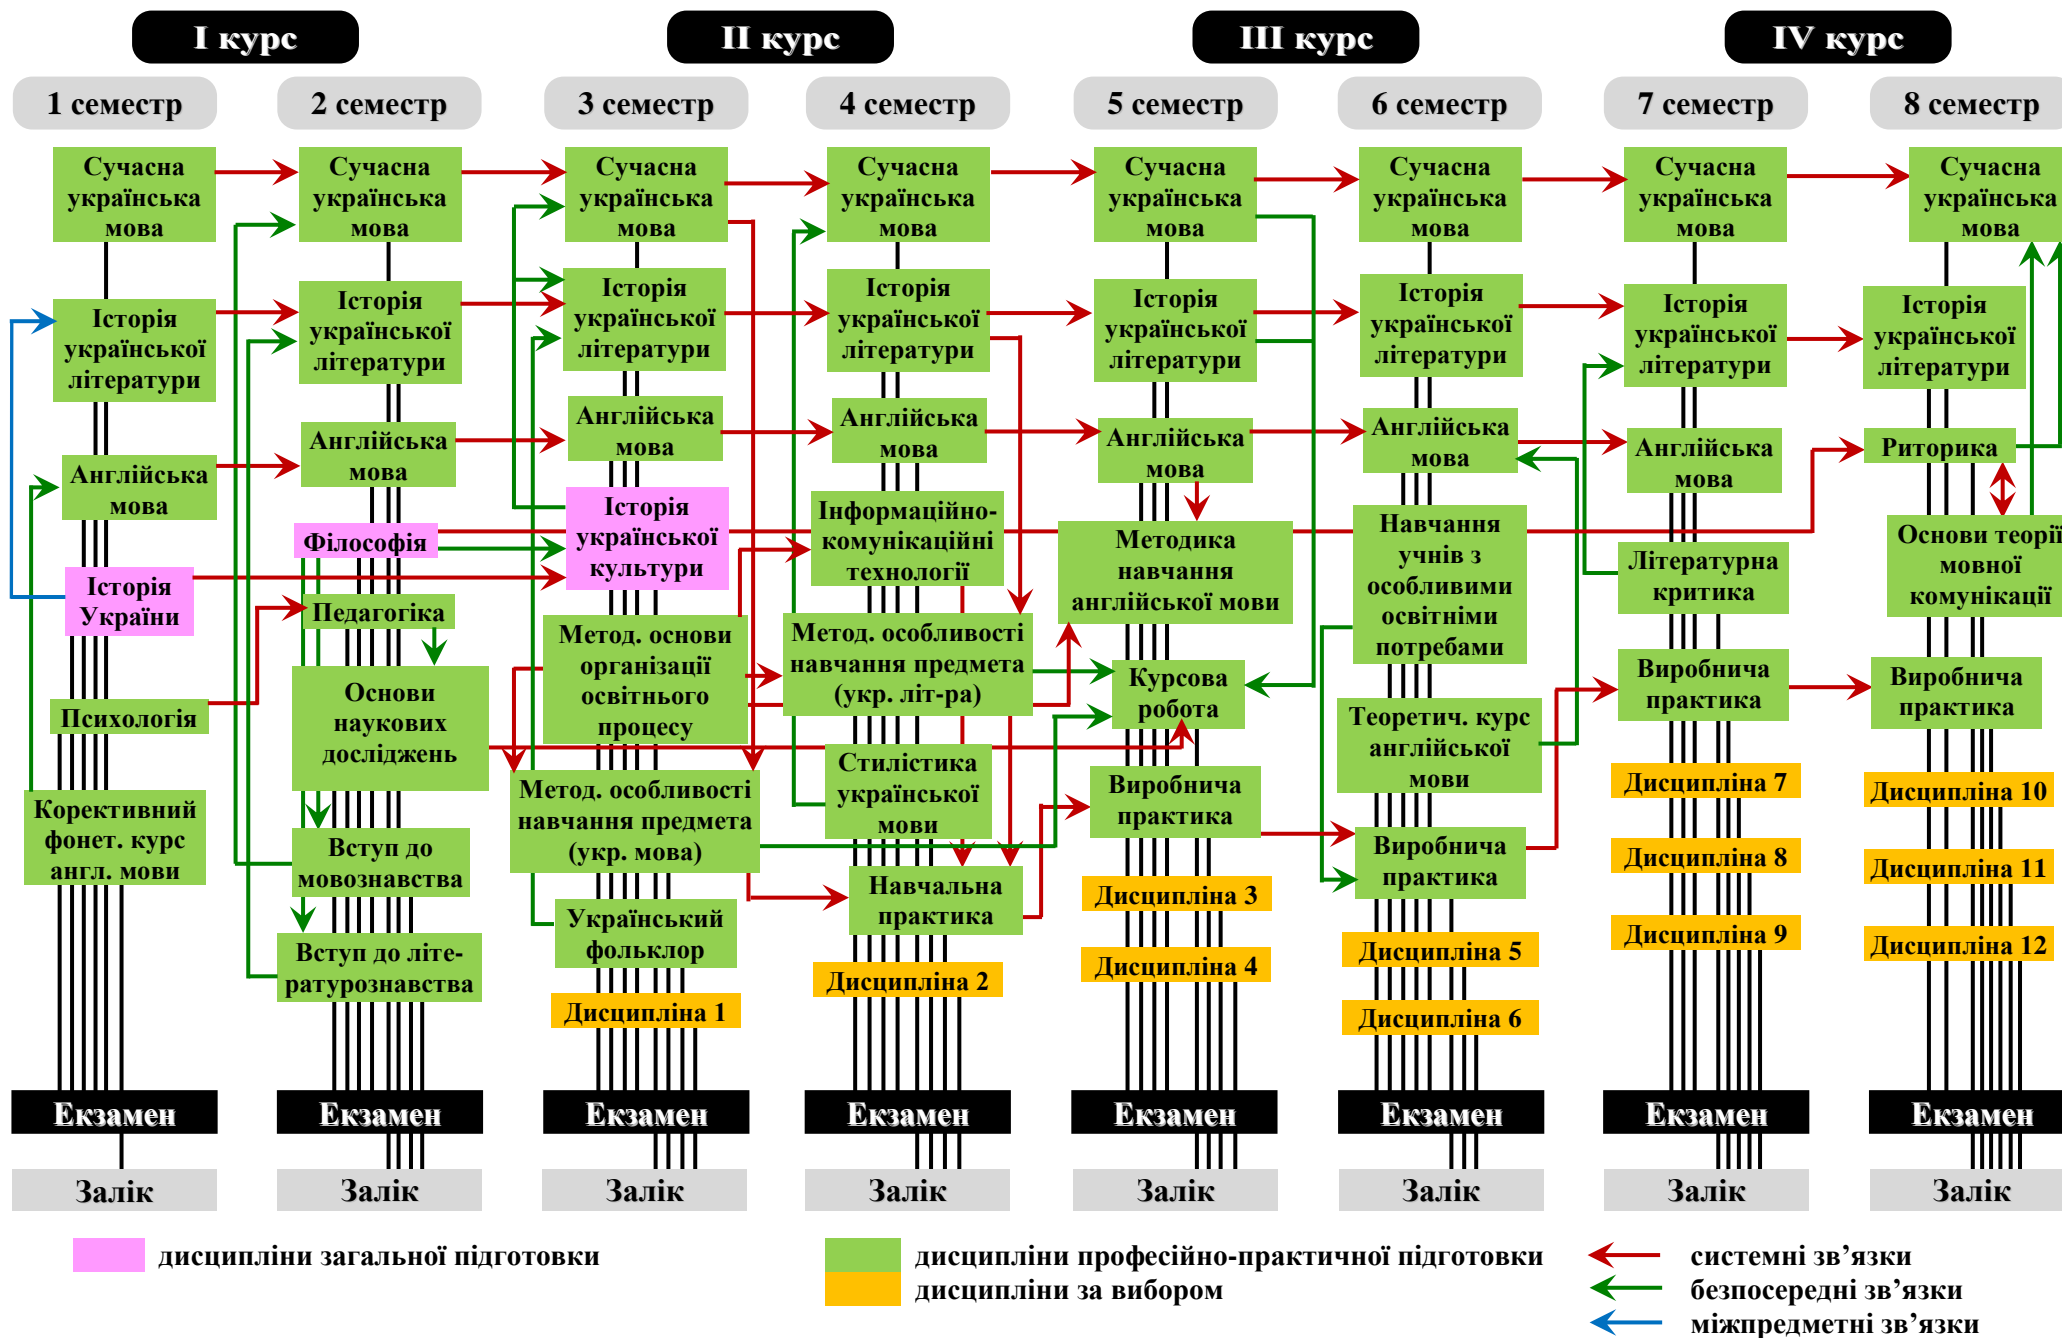 І курс
ІІ курс
ІІІ курс
ІV курс
1 семестр
2 семестр
3 семестр
4 семестр
5 семестр
6 семестр
7 семестр
8 семестр
Сучасна
українська
мова
Історія
української
літератури
Англійська
мова
Історія
України
Психологія
Корективний
фонет. курс
англ. мови
Сучасна
українська
мова
Історія
української
літератури
Англійська
мова
Філософія
Педагогіка
Основи
наукових
досліджень
Вступ до
мовознавства
Вступ до літе-
ратурознавства
Сучасна
українська
мова
Історія
української
літератури
Англійська
мова
Історія
української
культури
Метод. основи
організації
освітнього
процесу
Метод. особливості
навчання предмета
(укр. мова)
Український
фольклор
Дисципліна 1
Сучасна
українська
мова
Історія
української
літератури
Англійська
мова
Інформаційно-
комунікаційні
технології
Метод. особливості
навчання предмета
(укр. літ-ра)
Стилістика
української
мови
Навчальна
практика
Дисципліна 2
Сучасна
українська
мова
Історія
української
літератури
Англійська
мова
Методика
навчання
англійської мови
Курсова
робота
Виробнича
практика
Дисципліна 3
Дисципліна 4
Сучасна
українська
мова
Історія
української
літератури
Англійська
мова
Навчання
учнів з
особливими
освітніми
потребами
Теоретич. курс
англійської
мови
Виробнича
практика
Дисципліна 5
Дисципліна 6
Сучасна
українська
мова
Історія
української
літератури
Англійська
мова
Літературна
критика
Виробнича
практика
Дисципліна 7
Дисципліна 8
Дисципліна 9
Сучасна
українська
мова
Історія
української
літератури
Риторика
Основи теорії
мовної
комунікації
Виробнича
практика
Дисципліна 10
Дисципліна 11
Дисципліна 12
Екзамен
Екзамен
Екзамен
Екзамен
Екзамен
Екзамен
Екзамен
Екзамен
Залік
Залік
Залік
Залік
Залік
Залік
Залік
Залік
дисципліни загальної підготовки
дисципліни професійно-практичної підготовки
дисципліни за вибором
системні зв’язки
безпосередні зв’язки
міжпредметні зв’язки